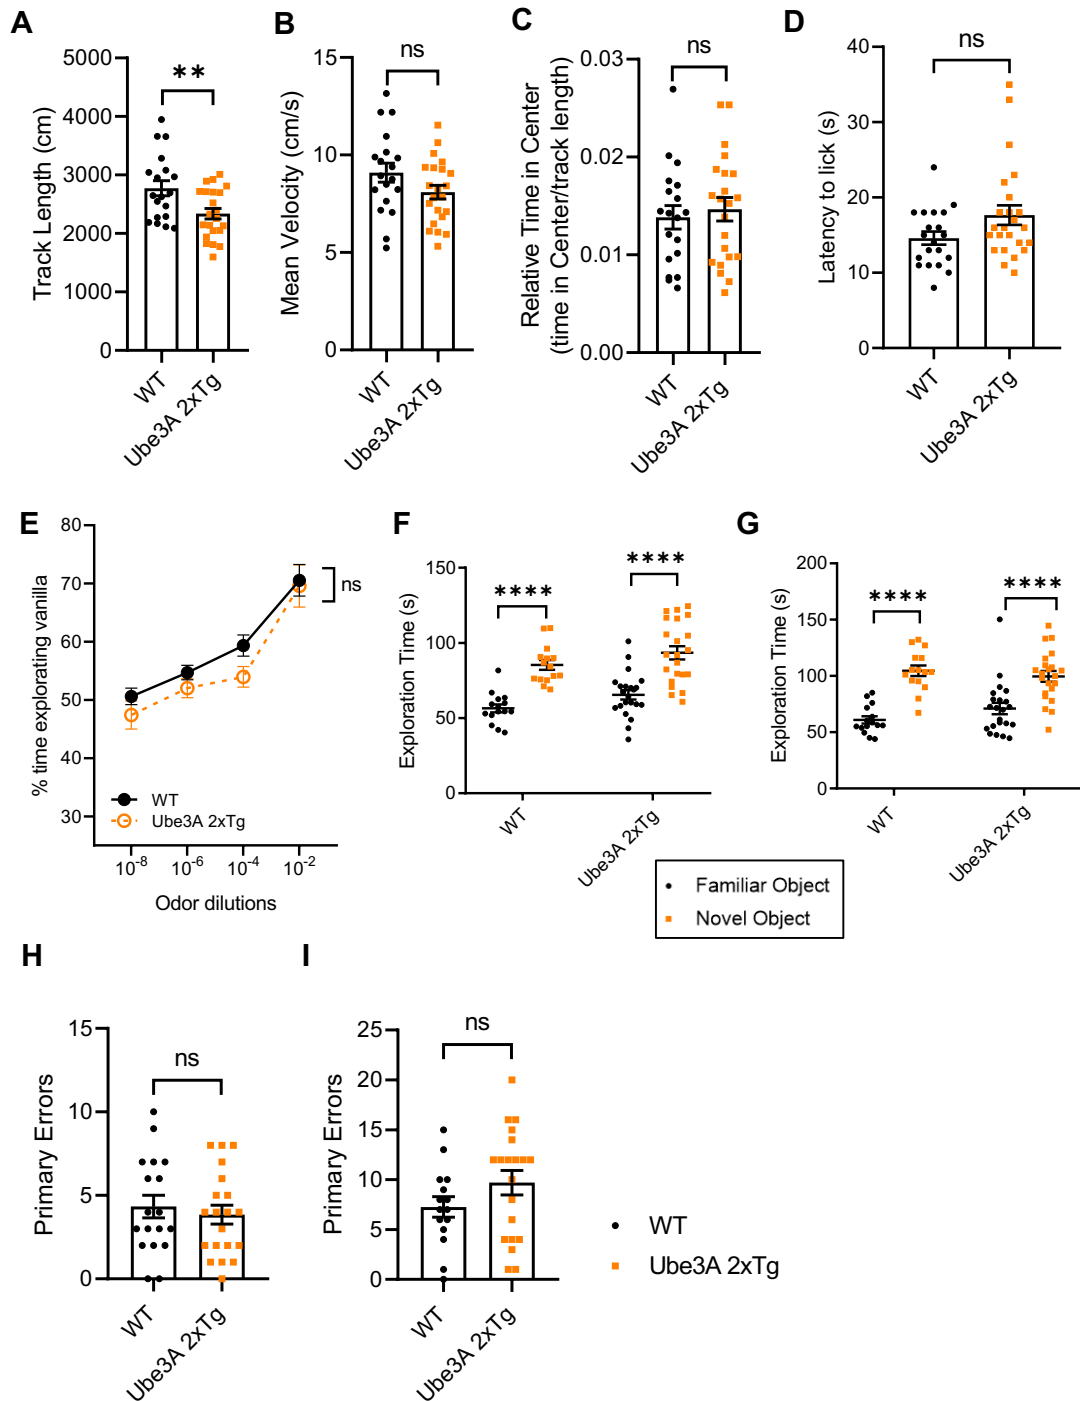 A
Track Length (cm)
5000
4000
3000
2000
1000
0
**
WT
Ube3A 2xTg
B
Mean Velocity (cm/s)
15
10
5
0
ns
WT
Ube3A 2xTg
C
Relative Time in Center
(time in Center/track length)
0.03
0.02
0.01
0.00
ns
WT
Ube3A 2xTg
D
Latency to lick (s)
40
30
20
10
0
ns
WT
Ube3A 2xTg
E
% time explorating vanilla
80
70
60
50
40
30
ns
WT
Ube3A 2xTg
10⁻⁸
10⁻⁶
10⁻⁴
10⁻²
Odor dilutions
F
Exploration Time (s)
150
100
50
0
****
****
WT
Ube3A 2xTg
G
Exploration Time (s)
200
150
100
50
0
****
****
WT
Ube3A 2xTg
Familiar Object
Novel Object
H
Primary Errors
15
10
5
0
ns
WT
Ube3A 2xTg
I
Primary Errors
25
20
15
10
5
0
ns
WT
Ube3A 2xTg
WT
Ube3A 2xTg